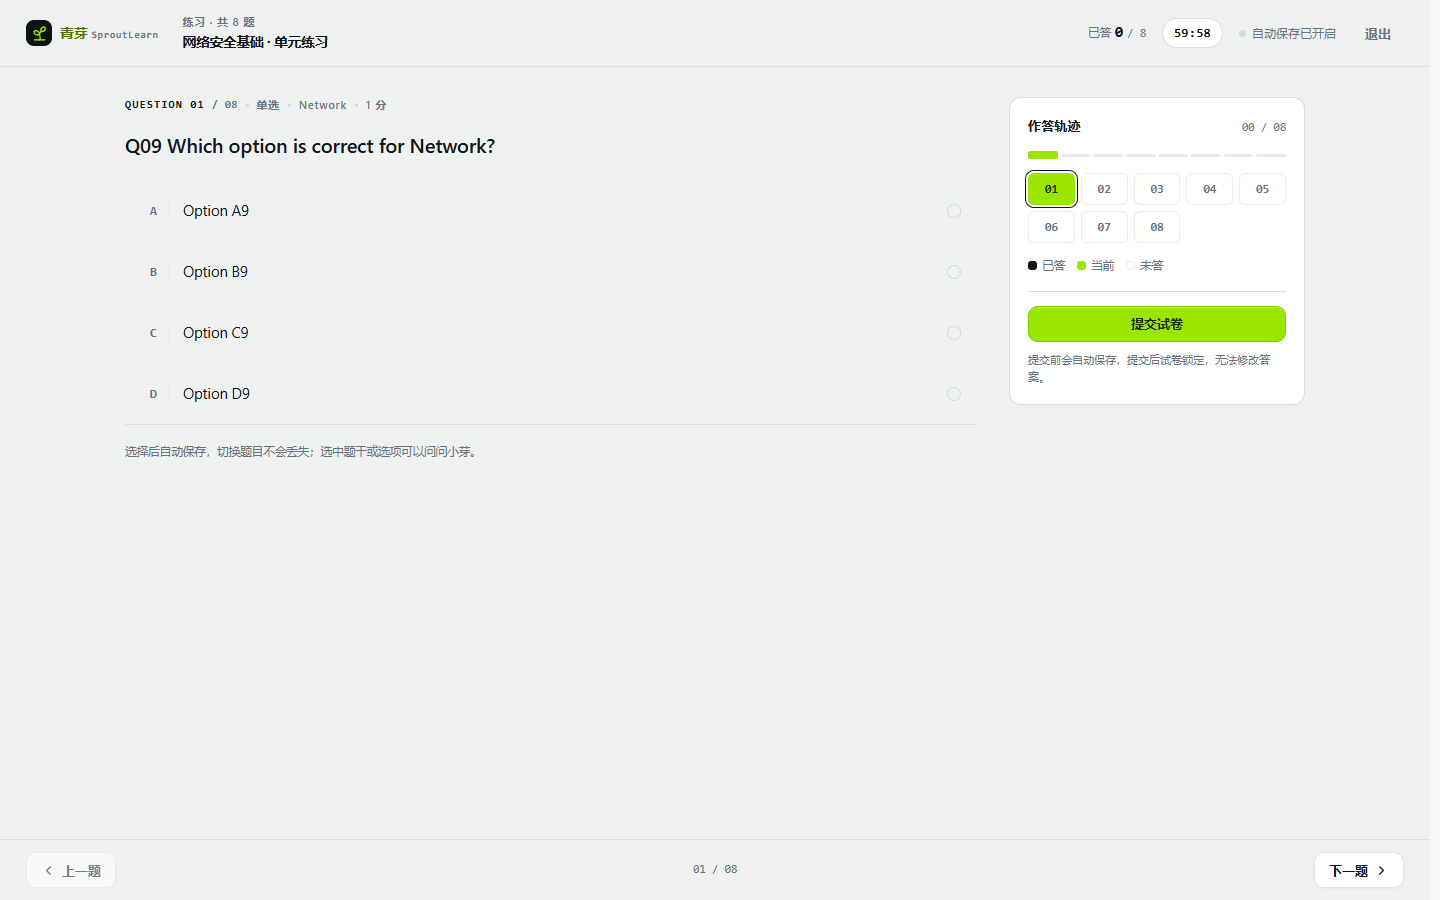 青芽 SproutLearn
练习 · 共 8 题
网络安全基础 · 单元练习
已答 0 / 8
59:58
自动保存已开启
退出
QUESTION 01 / 08 · 单选 · Network · 1 分
Q09 Which option is correct for Network?
A Option A9
B Option B9
C Option C9
D Option D9
选择后自动保存，切换题目不会丢失；选中题干或选项可以问问小芽。
作答轨迹 00 / 08
01 02 03 04 05
06 07 08
已答 当前 未答
提交试卷
提交前会自动保存，提交后试卷锁定，无法修改答
案。
上一题
01 / 08
下一题